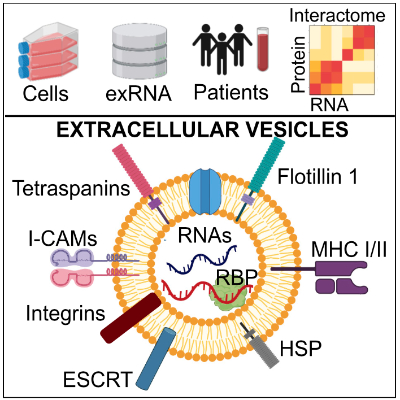 Cells
exRNA
Patients
Interactome
Protein
RNA
EXTRACELLULAR VESICLES
Tetraspanins
Flotillin 1
I-CAMs
RNAs
MHC I/II
RBP
Integrins
HSP
ESCRT